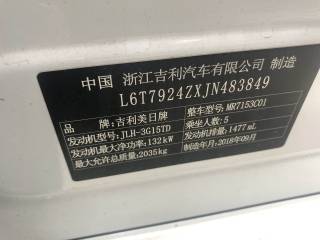 中国 浙江吉利汽车有限公司 制造
L6T7924ZXJN483849
品牌:吉利美日牌 整车型号:MR7153C01
发动机型号:JLH-3G15TD 乘坐人数:5
发动机最大净功率:132kW 发动机排量:1477mL
最大允许总质量:2035kg 制造年月:2018年09月